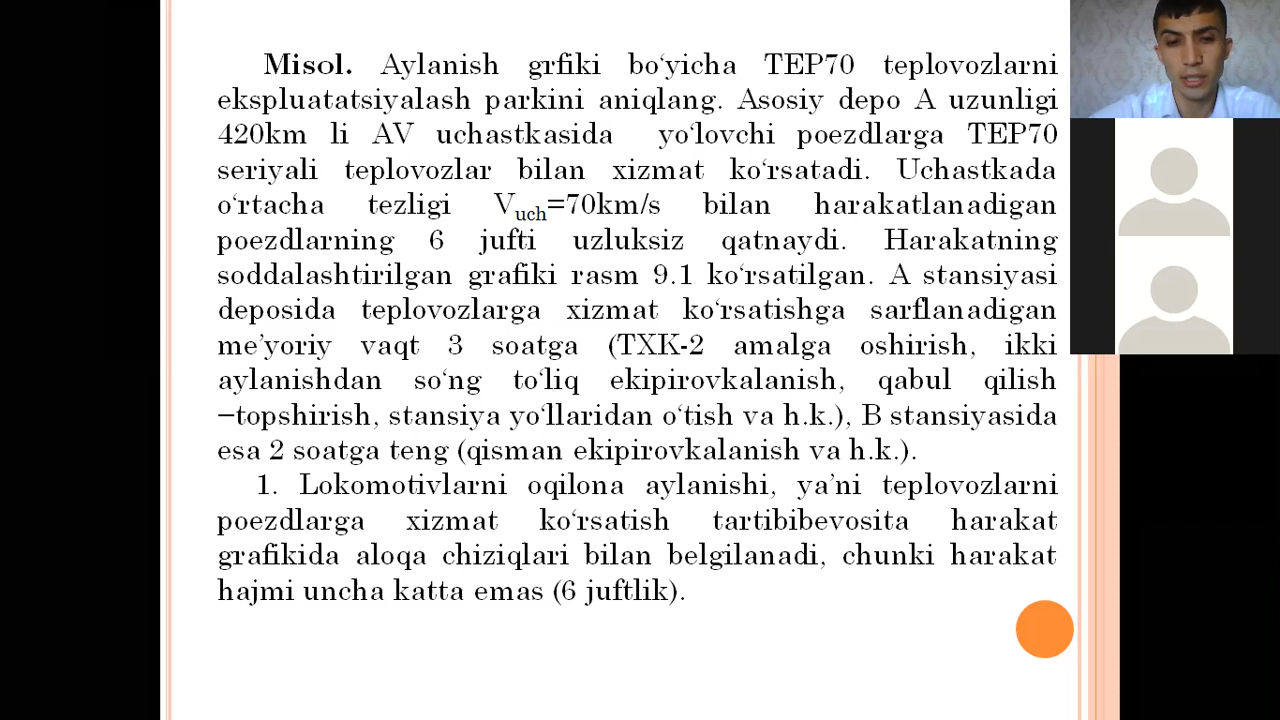 Misol. Aylanish grfiki bo‘yicha TEP70 teplovozlarni
ekspluatatsiyalash parkini aniqlang. Asosiy depo A uzunligi
420km li AV uchastkasida yo‘lovchi poezdlarga TEP70
seriyali teplovozlar bilan xizmat ko‘rsatadi. Uchastkada
o‘rtacha tezligi Vuch=70km/s bilan harakatlanadigan
poezdlarning 6 jufti uzluksiz qatnaydi. Harakatning
soddalashtirilgan grafiki rasm 9.1 ko‘rsatilgan. A stansiyasi
deposida teplovozlarga xizmat ko‘rsatishga sarflanadigan
me’yoriy vaqt 3 soatga (TXK-2 amalga oshirish, ikki
aylanishdan so‘ng to‘liq ekipirovkalanish, qabul qilish
–topshirish, stansiya yo‘llaridan o‘tish va h.k.), B stansiyasida
esa 2 soatga teng (qisman ekipirovkalanish va h.k.).
1. Lokomotivlarni oqilona aylanishi, ya’ni teplovozlarni
poezdlarga xizmat ko‘rsatish tartibibevosita harakat
grafikida aloqa chiziqlari bilan belgilanadi, chunki harakat
hajmi uncha katta emas (6 juftlik).